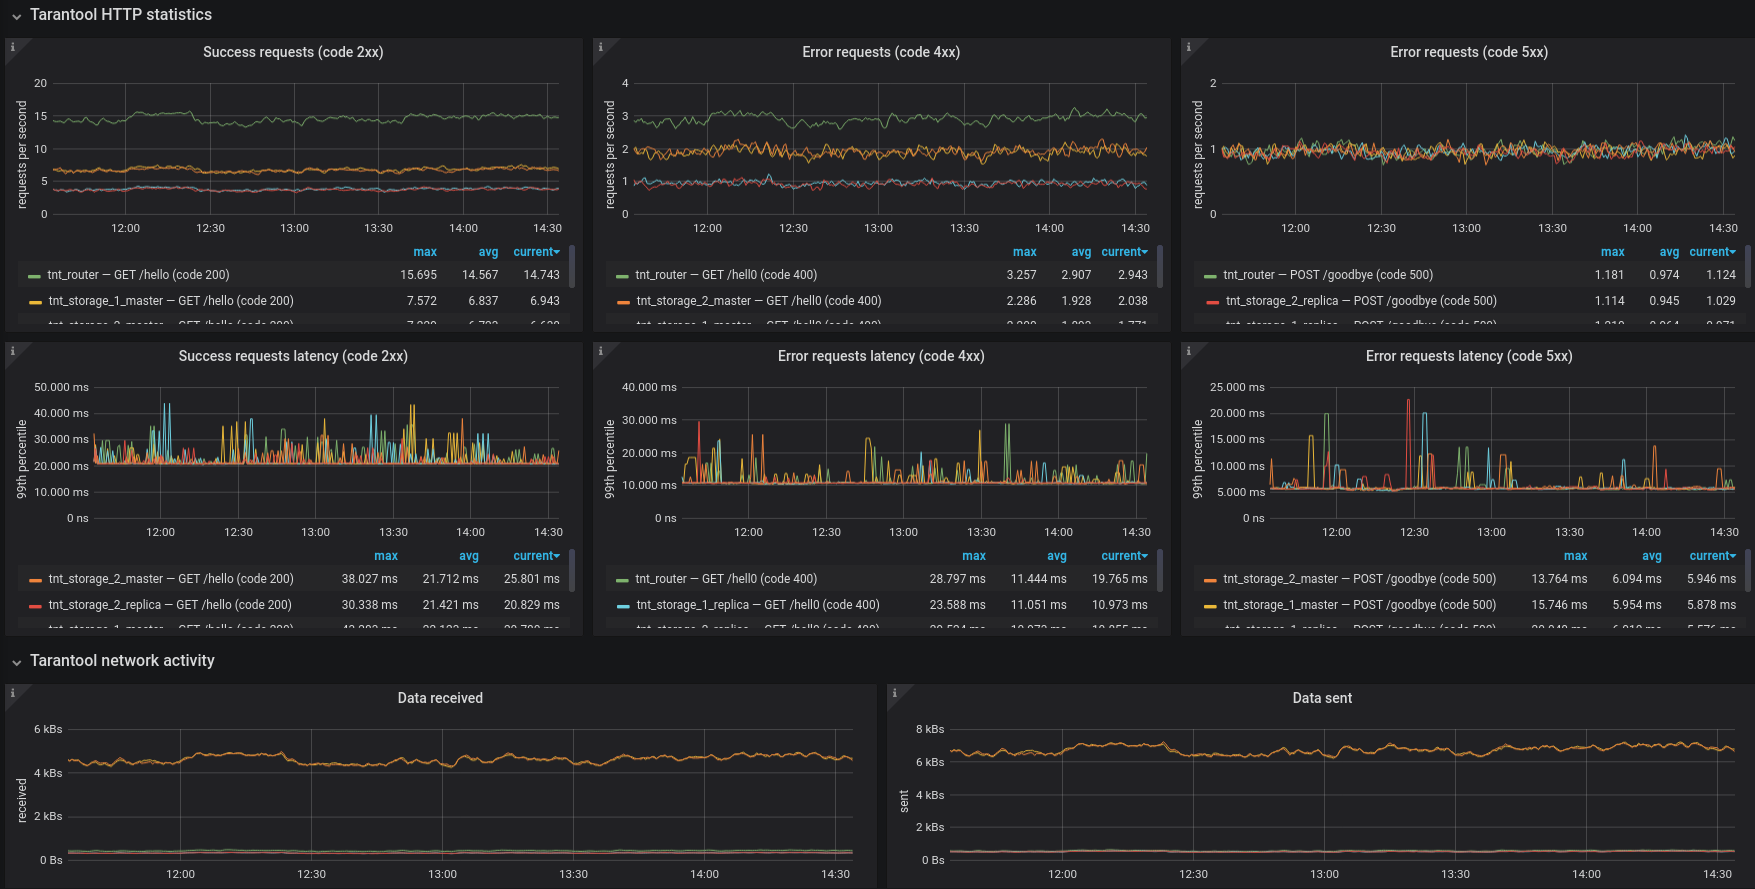 Tarantool HTTP statistics
Success requests (code 2xx)
requests per second
20
15
10
5
0
12:00 12:30 13:00 13:30 14:00 14:30
max avg current
tnt_router — GET /hello (code 200) 15.695 14.567 14.743
tnt_storage_1_master — GET /hello (code 200) 7.572 6.837 6.943
Error requests (code 4xx)
requests per second
4
3
2
1
0
12:00 12:30 13:00 13:30 14:00 14:30
max avg current
tnt_router — GET /hell0 (code 400) 3.257 2.907 2.943
tnt_storage_2_master — GET /hell0 (code 400) 2.286 1.928 2.038
Error requests (code 5xx)
requests per second
2
1
0
12:00 12:30 13:00 13:30 14:00 14:30
max avg current
tnt_router — POST /goodbye (code 500) 1.181 0.974 1.124
tnt_storage_2_replica — POST /goodbye (code 500) 1.114 0.945 1.029
Success requests latency (code 2xx)
99th percentile
50.000 ms
40.000 ms
30.000 ms
20.000 ms
10.000 ms
0 ns
12:00 12:30 13:00 13:30 14:00 14:30
max avg current
tnt_storage_2_master — GET /hello (code 200) 38.027 ms 21.712 ms 25.801 ms
tnt_storage_2_replica — GET /hello (code 200) 30.338 ms 21.421 ms 20.829 ms
Error requests latency (code 4xx)
99th percentile
40.000 ms
30.000 ms
20.000 ms
10.000 ms
0 ns
12:00 12:30 13:00 13:30 14:00 14:30
max avg current
tnt_router — GET /hell0 (code 400) 28.797 ms 11.444 ms 19.765 ms
tnt_storage_1_replica — GET /hell0 (code 400) 23.588 ms 11.051 ms 10.973 ms
Error requests latency (code 5xx)
99th percentile
25.000 ms
20.000 ms
15.000 ms
10.000 ms
5.000 ms
0 ns
12:00 12:30 13:00 13:30 14:00 14:30
max avg current
tnt_storage_2_master — POST /goodbye (code 500) 13.764 ms 6.094 ms 5.946 ms
tnt_storage_1_master — POST /goodbye (code 500) 15.746 ms 5.954 ms 5.878 ms
Tarantool network activity
Data received
received
6 kBs
4 kBs
2 kBs
0 Bs
12:00 12:30 13:00 13:30 14:00 14:30
Data sent
sent
8 kBs
6 kBs
4 kBs
2 kBs
0 Bs
12:00 12:30 13:00 13:30 14:00 14:30